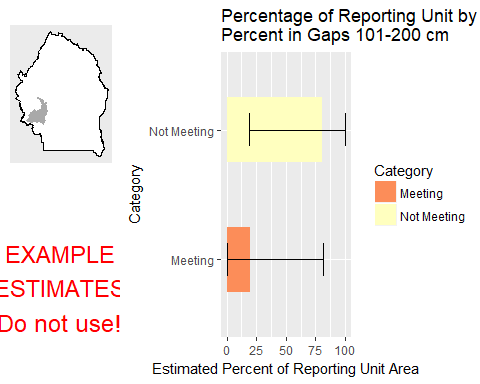 Percentage of Reporting Unit by
Percent in Gaps 101-200 cm
Category
Not Meeting
Meeting
0 25 50 75 100
Estimated Percent of Reporting Unit Area
Category
Meeting
Not Meeting
EXAMPLE
ESTIMATES
Do not use!